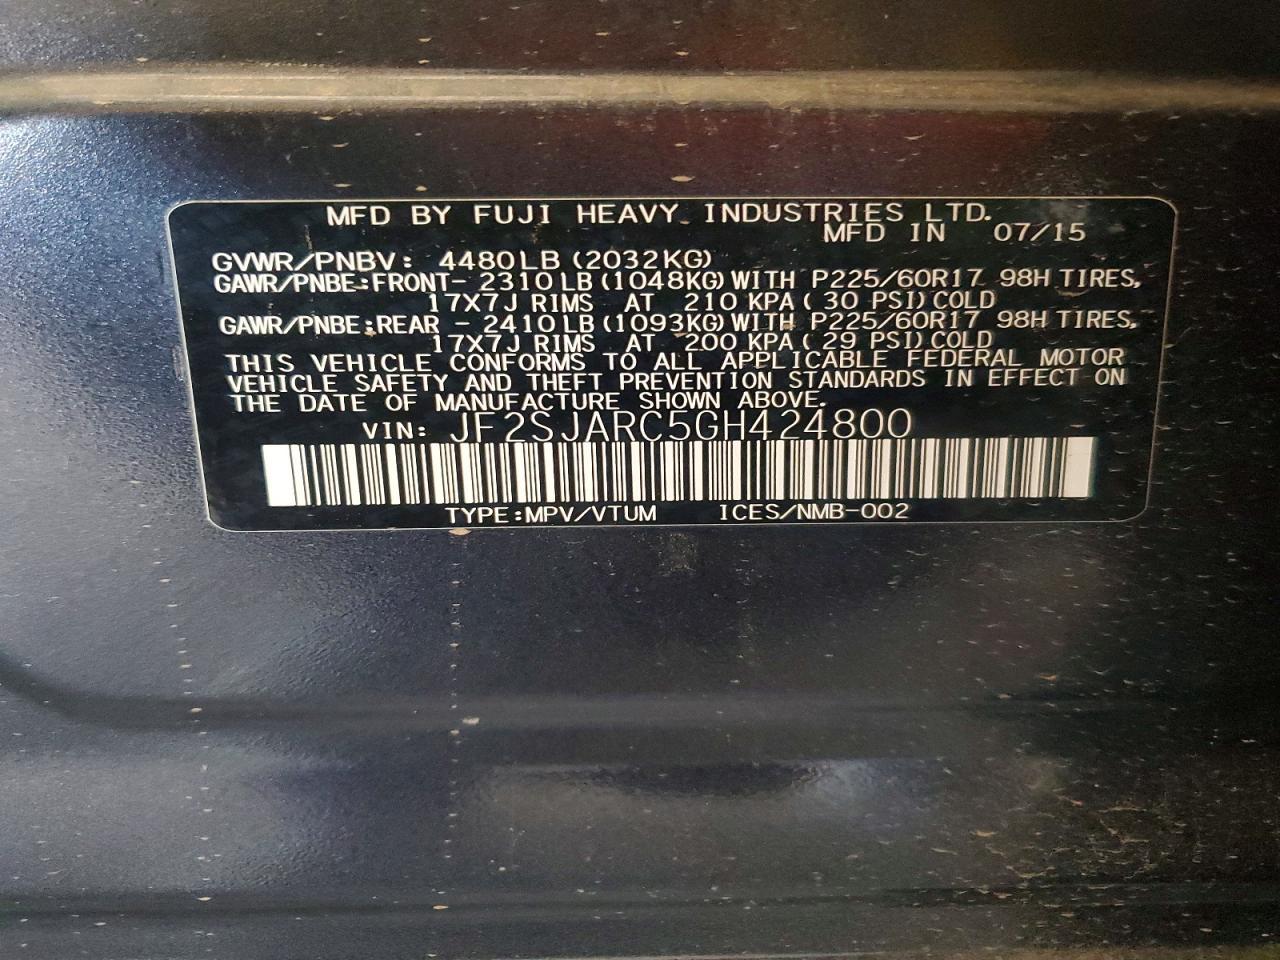 MFD BY FUJI HEAVY INDUSTRIES LTD.
MFD IN 07/15
GVWR/PNBV: 4480LB (2032KG)
GAWR/PNBE:FRONT- 2310LB (1048KG) WITH P225/60R17 98H TIRES,
17X7J RIMS AT 210 KPA ( 30 PSI) COLD
GAWR/PNBE:REAR - 2410LB (1093KG) WITH P225/60R17 98H TIRES,
17X7J RIMS AT 200 KPA ( 29 PSI) COLD
THIS VEHICLE CONFORMS TO ALL APPLICABLE FEDERAL MOTOR
VEHICLE SAFETY AND THEFT PREVENTION STANDARDS IN EFFECT ON
THE DATE OF MANUFACTURE SHOWN ABOVE.
VIN: JF2SJARC5GH424800
TYPE:MPV/VTUM ICES/NMB-002